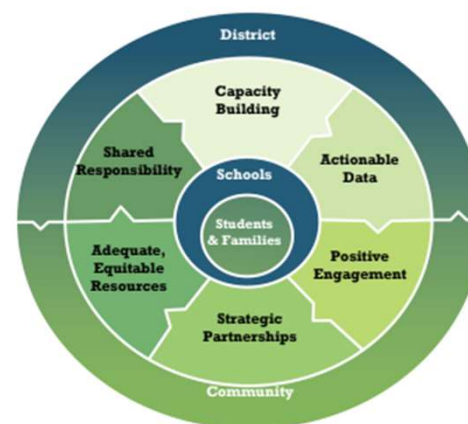 District
Capacity
Building
Shared
Responsibility
Actionable
Data
Schools
Students
& Families
Adequate,
Equitable
Resources
Positive
Engagement
Strategic
Partnerships
Community